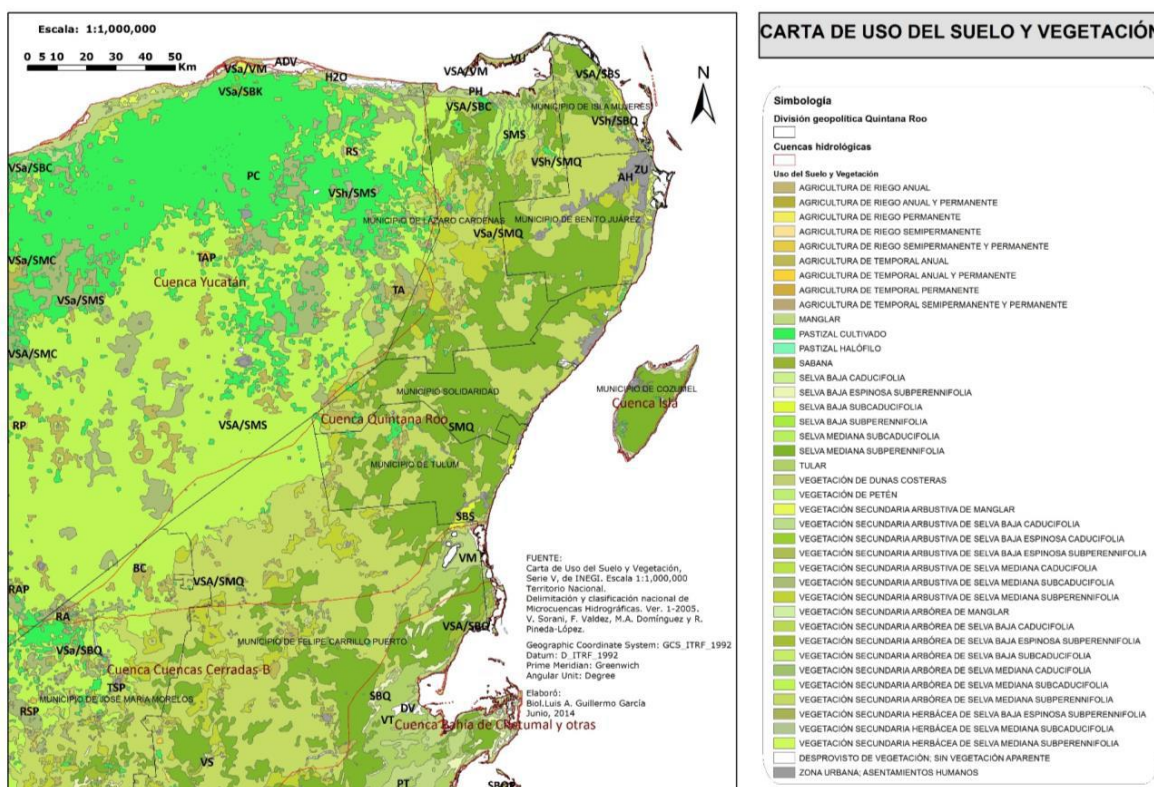 Escala: 1:1,000,000
0 5 10 20 30 40 50
Km
ADV
VSa/VM
H2O
VSa/SBK
VU
VSA/VM
VSA/SBS
N
PH
VSA/SBC
MUNICIPIO DE ISLA MUJERES
VSh/SBQ
SMS
RS
VSa/SBC
VSh/SMQ
PC
ZU
AH
VSh/SMS
MUNICIPIO DE LÁZARO CÁRDENAS
MUNICIPIO DE BENITO JUÁREZ
VSa/SMQ
VSa/SMC
TAP
Cuenca Yucatán
TA
VSa/SMS
VSA/SMC
MUNICIPIO SOLIDARIDAD
MUNICIPIO DE COZUMEL
Cuenca Isla
RP
VSA/SMS
Cuenca Quintana Roo
SMQ
MUNICIPIO DE TULUM
SBS
VM
BC
VSA/SMQ
RAP
RA
VSA/SBQ
MUNICIPIO DE FELIPE CARRILLO PUERTO
VSa/SBQ
Cuenca Cuencas Cerradas-B
TSP
MUNICIPIO DE JOSE MARÍA MORELOS
SBQ
RSP
DV
VT
Cuenca Bahía de Chetumal y otras
VS
PT
FUENTE:
Carta de Uso del Suelo y Vegetación,
Serie V, de INEGI. Escala 1:1,000,000
Territorio Nacional.
Delimitación y clasificación nacional de
Microcuencas Hidrográficas. Ver. 1-2005.
V. Sorani, F. Valdez, M.A. Domínguez y R.
Pineda-López.
Geographic Coordinate System: GCS_ITRF_1992
Datum: D_ITRF_1992
Prime Meridian: Greenwich
Angular Unit: Degree
Elaboró:
Biol.Luis A. Guillermo García
Junio, 2014
CARTA DE USO DEL SUELO Y VEGETACIÓN
Simbología
División geopolítica Quintana Roo
Cuencas hidrológicas
Uso del Suelo y Vegetación
AGRICULTURA DE RIEGO ANUAL
AGRICULTURA DE RIEGO ANUAL Y PERMANENTE
AGRICULTURA DE RIEGO PERMANENTE
AGRICULTURA DE RIEGO SEMIPERMANENTE
AGRICULTURA DE RIEGO SEMIPERMANENTE Y PERMANENTE
AGRICULTURA DE TEMPORAL ANUAL
AGRICULTURA DE TEMPORAL ANUAL Y PERMANENTE
AGRICULTURA DE TEMPORAL PERMANENTE
AGRICULTURA DE TEMPORAL SEMIPERMANENTE Y PERMANENTE
MANGLAR
PASTIZAL CULTIVADO
PASTIZAL HALÓFILO
SABANA
SELVA BAJA CADUCIFOLIA
SELVA BAJA ESPINOSA SUBPERENNIFOLIA
SELVA BAJA SUBCADUCIFOLIA
SELVA BAJA SUBPERENNIFOLIA
SELVA MEDIANA SUBCADUCIFOLIA
SELVA MEDIANA SUBPERENNIFOLIA
TULAR
VEGETACIÓN DE DUNAS COSTERAS
VEGETACIÓN DE PETÉN
VEGETACIÓN SECUNDARIA ARBUSTIVA DE MANGLAR
VEGETACIÓN SECUNDARIA ARBUSTIVA DE SELVA BAJA CADUCIFOLIA
VEGETACIÓN SECUNDARIA ARBUSTIVA DE SELVA BAJA ESPINOSA CADUCIFOLIA
VEGETACIÓN SECUNDARIA ARBUSTIVA DE SELVA BAJA ESPINOSA SUBPERENNIFOLIA
VEGETACIÓN SECUNDARIA ARBUSTIVA DE SELVA MEDIANA CADUCIFOLIA
VEGETACIÓN SECUNDARIA ARBUSTIVA DE SELVA MEDIANA SUBCADUCIFOLIA
VEGETACIÓN SECUNDARIA ARBUSTIVA DE SELVA MEDIANA SUBPERENNIFOLIA
VEGETACIÓN SECUNDARIA ARBÓREA DE MANGLAR
VEGETACIÓN SECUNDARIA ARBÓREA DE SELVA BAJA CADUCIFOLIA
VEGETACIÓN SECUNDARIA ARBÓREA DE SELVA BAJA ESPINOSA SUBPERENNIFOLIA
VEGETACIÓN SECUNDARIA ARBÓREA DE SELVA BAJA SUBCADUCIFOLIA
VEGETACIÓN SECUNDARIA ARBÓREA DE SELVA MEDIANA CADUCIFOLIA
VEGETACIÓN SECUNDARIA ARBÓREA DE SELVA MEDIANA SUBCADUCIFOLIA
VEGETACIÓN SECUNDARIA ARBÓREA DE SELVA MEDIANA SUBPERENNIFOLIA
VEGETACIÓN SECUNDARIA HERBÁCEA DE SELVA BAJA ESPINOSA SUBPERENNIFOLIA
VEGETACIÓN SECUNDARIA HERBÁCEA DE SELVA MEDIANA SUBCADUCIFOLIA
VEGETACIÓN SECUNDARIA HERBÁCEA DE SELVA MEDIANA SUBPERENNIFOLIA
DESPROVISTO DE VEGETACIÓN; SIN VEGETACIÓN APARENTE
ZONA URBANA; ASENTAMIENTOS HUMANOS